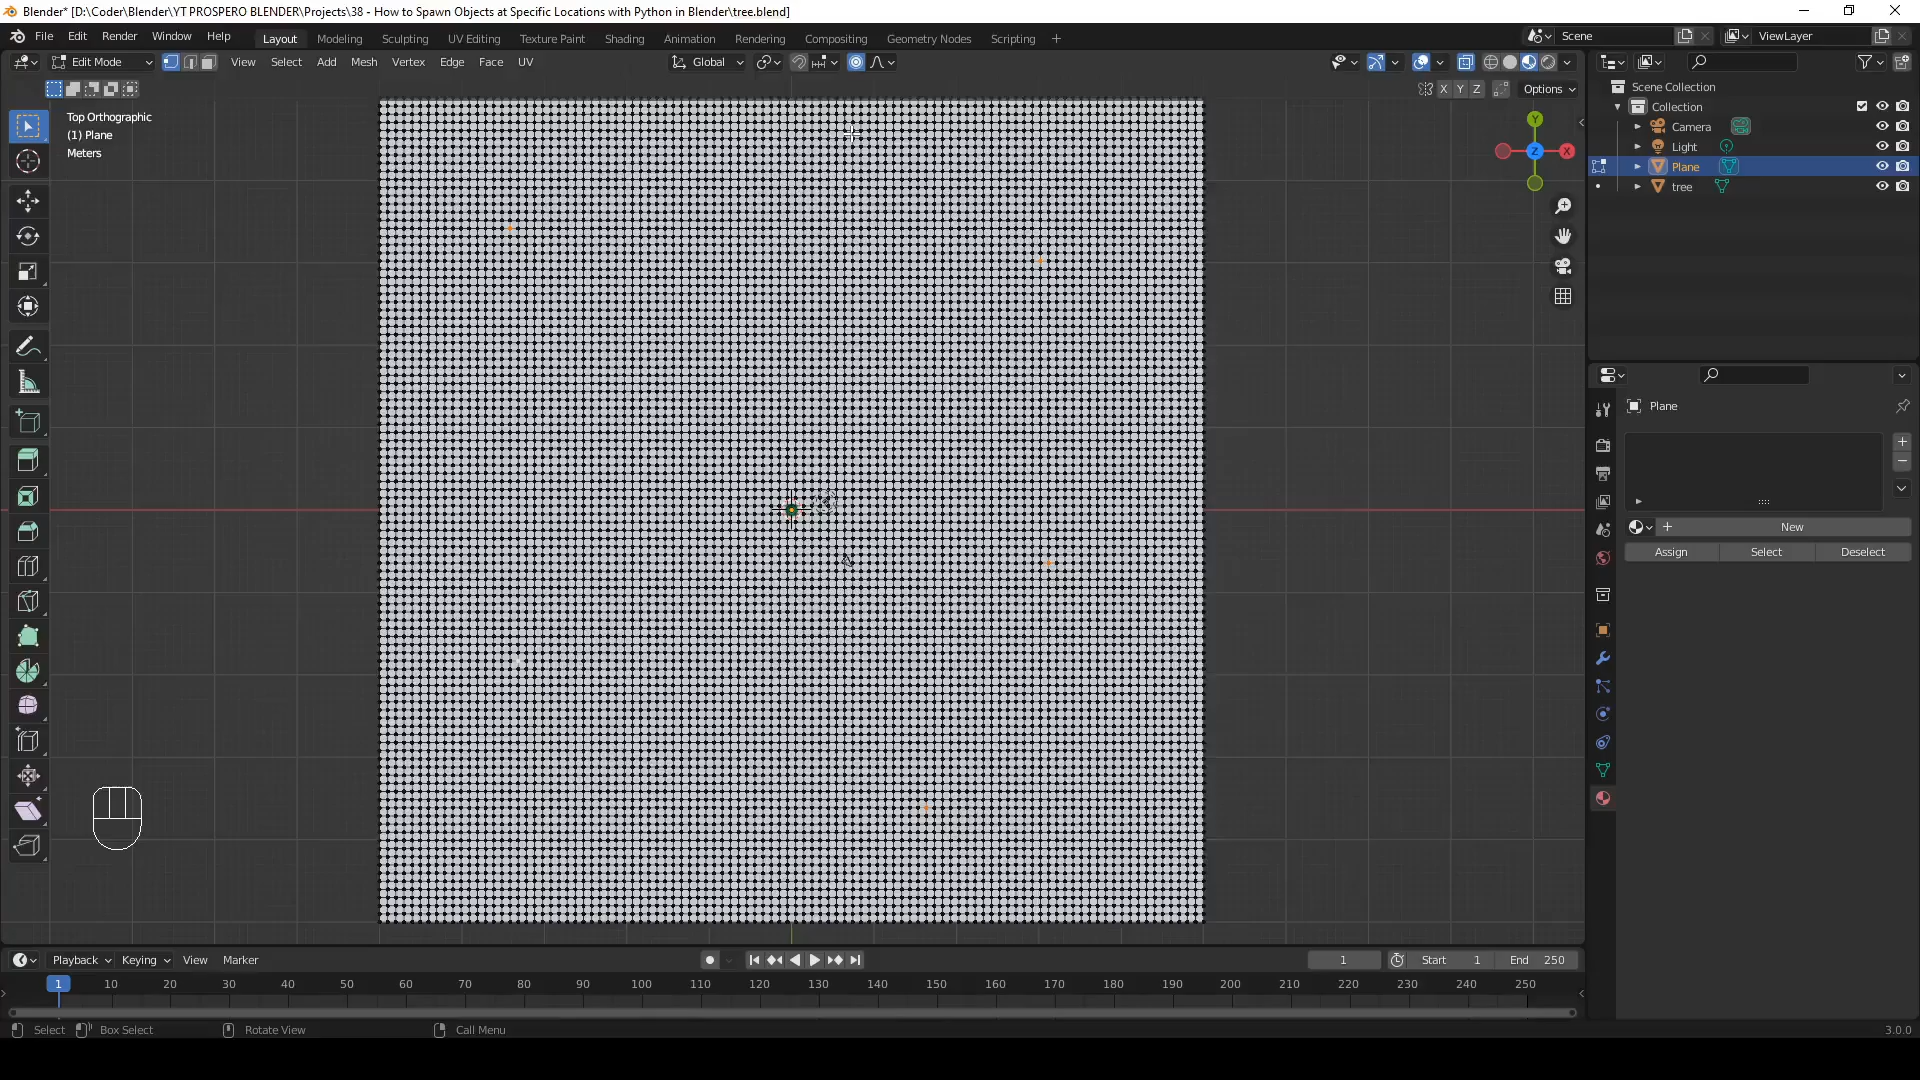 Blender* [D:\Coder\Blender\YT PROSPERO BLENDER\Projects\38 - How to Spawn Objects at Specific Locations with Python in Blender\tree.blend]
File Edit Render Window Help Layout Modeling Sculpting UV Editing Texture Paint Shading Animation Rendering Compositing Geometry Nodes Scripting + Scene ViewLayer
Edit Mode View Select Add Mesh Vertex Edge Face UV Global
X Y Z Options
Top Orthographic
(1) Plane
Meters
Y
Z X
Scene Collection
Collection
Camera
Light
Plane
tree
Plane
New
Assign Select Deselect
Playback Keying View Marker 1 Start 1 End 250
1 10 20 30 40 50 60 70 80 90 100 110 120 130 140 150 160 170 180 190 200 210 220 230 240 250
Select Box Select Rotate View Call Menu 3.0.0